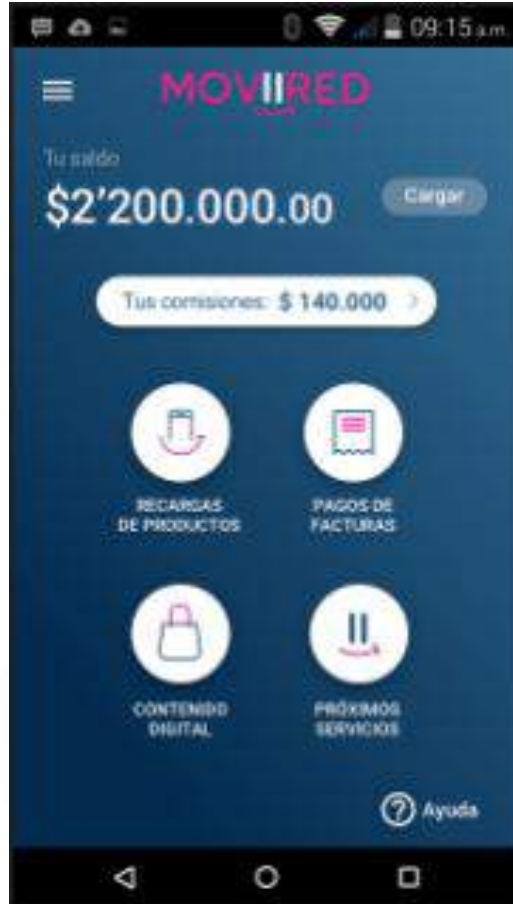 09:15 a.m.
MOVIIRED
Tu saldo
$2'200.000.00
Cargar
Tus comisiones: $ 140.000 >
RECARGAS
DE PRODUCTOS
PAGOS DE
FACTURAS
CONTENIDO
DIGITAL
PRÓXIMOS
SERVICIOS
? Ayuda